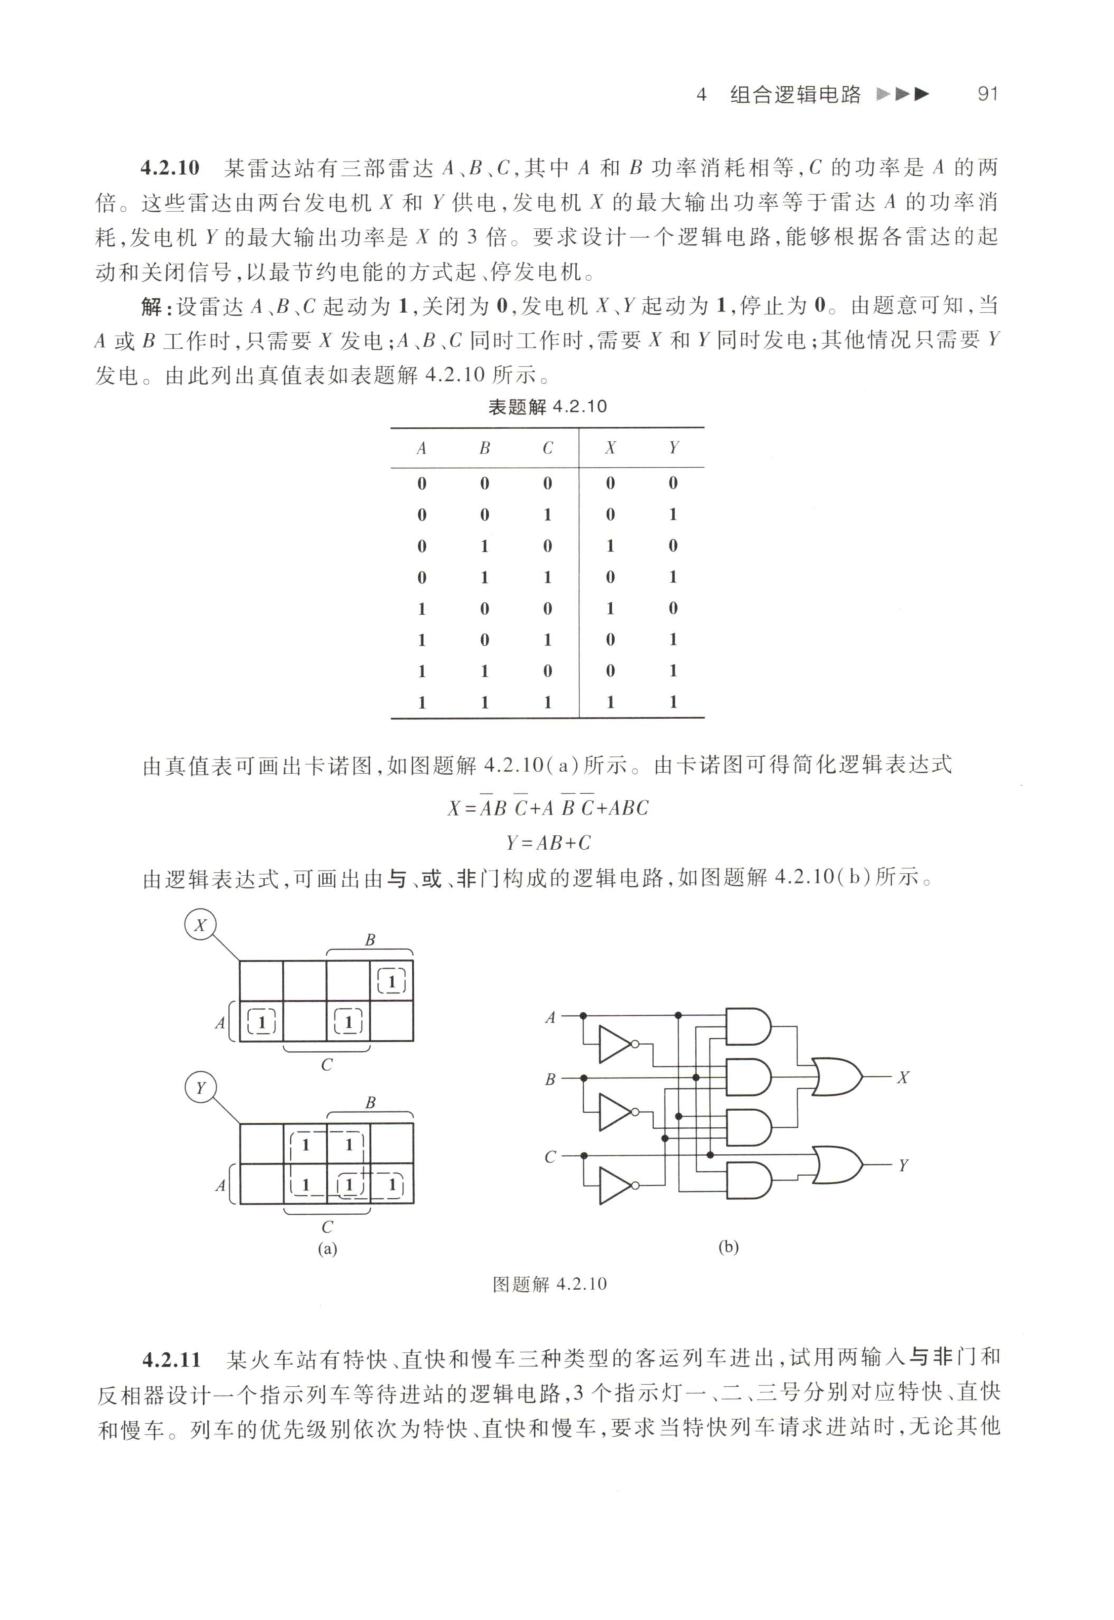 4 组合逻辑电路 ▶▶▶ 91
4.2.10 某雷达站有三部雷达 A、B、C,其中 A 和 B 功率消耗相等,C 的功率是 A 的两
倍。这些雷达由两台发电机 X 和 Y 供电,发电机 X 的最大输出功率等于雷达 A 的功率消
耗,发电机 Y 的最大输出功率是 X 的 3 倍。要求设计一个逻辑电路,能够根据各雷达的起
动和关闭信号,以最节约电能的方式起、停发电机。
解:设雷达 A、B、C 起动为 1,关闭为 0,发电机 X、Y 起动为 1,停止为 0。由题意可知,当
A 或 B 工作时,只需要 X 发电;A、B、C 同时工作时,需要 X 和 Y 同时发电;其他情况只需要 Y
发电。由此列出真值表如表题解 4.2.10 所示。
表题解 4.2.10
A B C X Y
0 0 0 0 0
0 0 1 0 1
0 1 0 1 0
0 1 1 0 1
1 0 0 1 0
1 0 1 0 1
1 1 0 0 1
1 1 1 1 1
由真值表可画出卡诺图,如图题解 4.2.10(a)所示。由卡诺图可得简化逻辑表达式
X=A̅B C̅+A B̅ C̅+ABC
Y=AB+C
由逻辑表达式,可画出由与、或、非门构成的逻辑电路,如图题解 4.2.10(b)所示。
X
B
1
A 1 1
C
Y
B
1 1
A 1 1 1
C
(a)
A
B X
C Y
(b)
图题解 4.2.10
4.2.11 某火车站有特快、直快和慢车三种类型的客运列车进出,试用两输入与非门和
反相器设计一个指示列车等待进站的逻辑电路,3 个指示灯一、二、三号分别对应特快、直快
和慢车。列车的优先级别依次为特快、直快和慢车,要求当特快列车请求进站时,无论其他